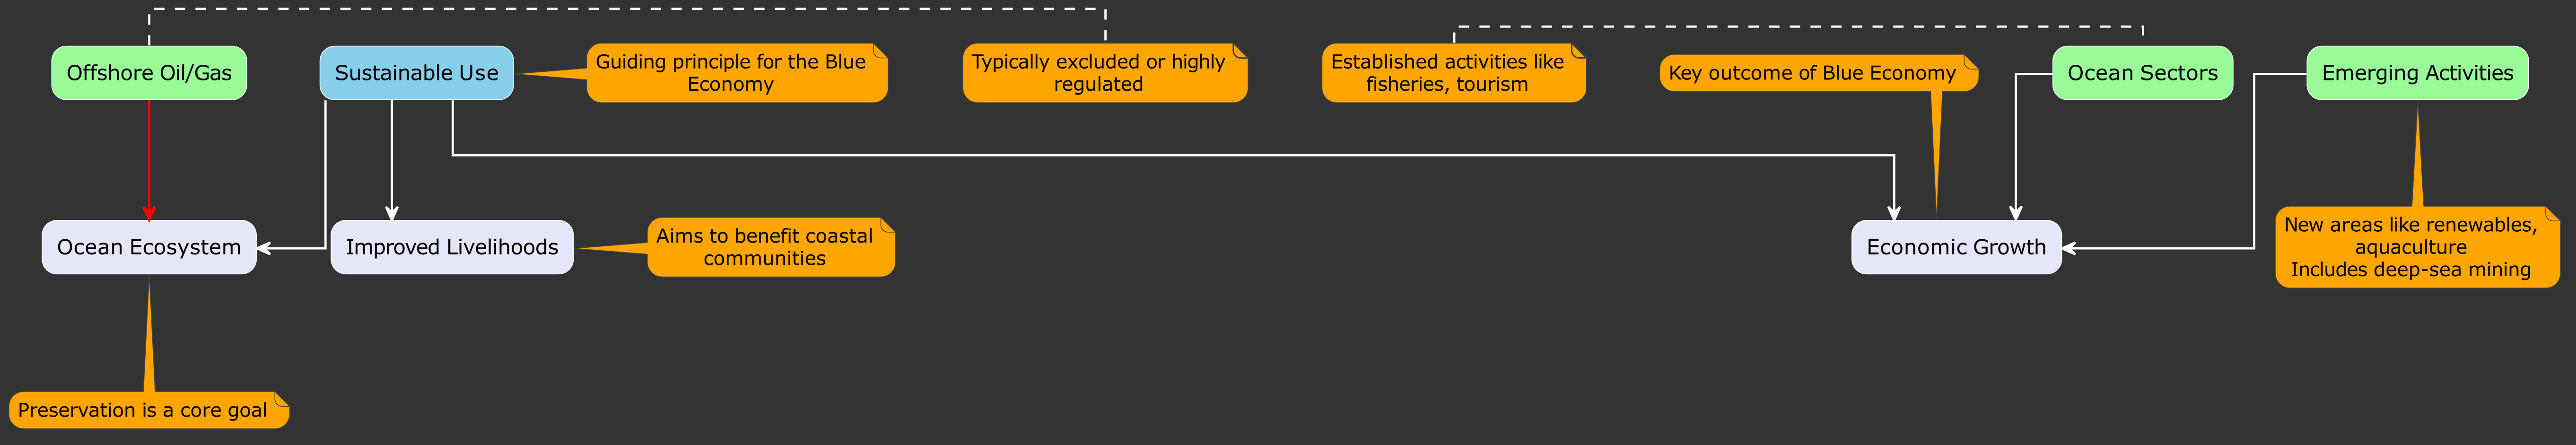 Offshore Oil/Gas
Sustainable Use
Guiding principle for the Blue
Economy
Typically excluded or highly
regulated
Established activities like
fisheries, tourism
Key outcome of Blue Economy
Ocean Sectors
Emerging Activities
Ocean Ecosystem
Improved Livelihoods
Aims to benefit coastal
communities
Economic Growth
New areas like renewables,
aquaculture
Includes deep-sea mining
Preservation is a core goal